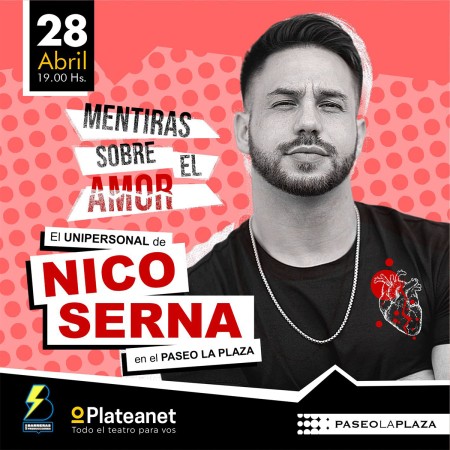 28
Abril
19.00 Hs.
MENTIRAS
SOBRE EL
AMOR
El UNIPERSONAL de
NICO
SERNA
en el PASEO LA PLAZA
Plateanet
Todo el teatro para vos
PASEOLAPLAZA